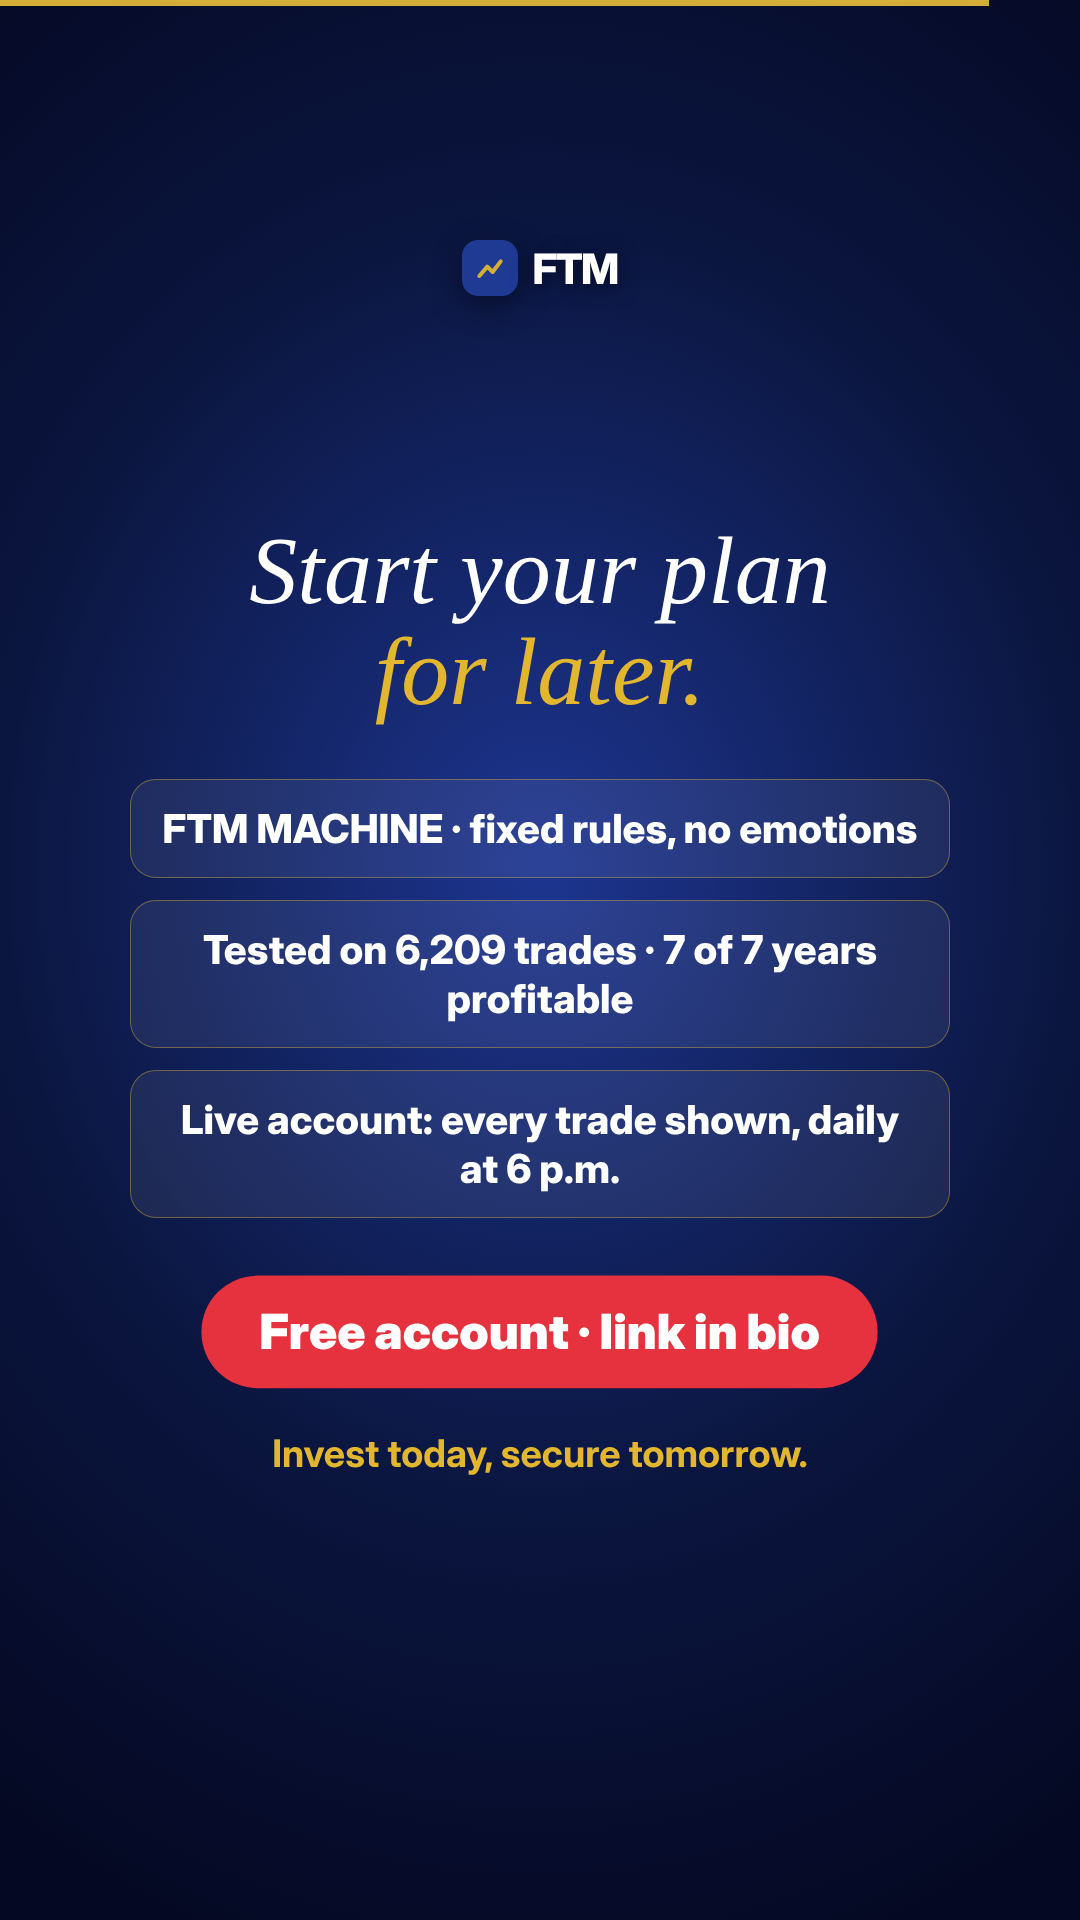 FTM
Start your plan
for later.
FTM MACHINE · fixed rules, no emotions
Tested on 6,209 trades · 7 of 7 years
profitable
Live account: every trade shown, daily
at 6 p.m.
Free account · link in bio
Invest today, secure tomorrow.